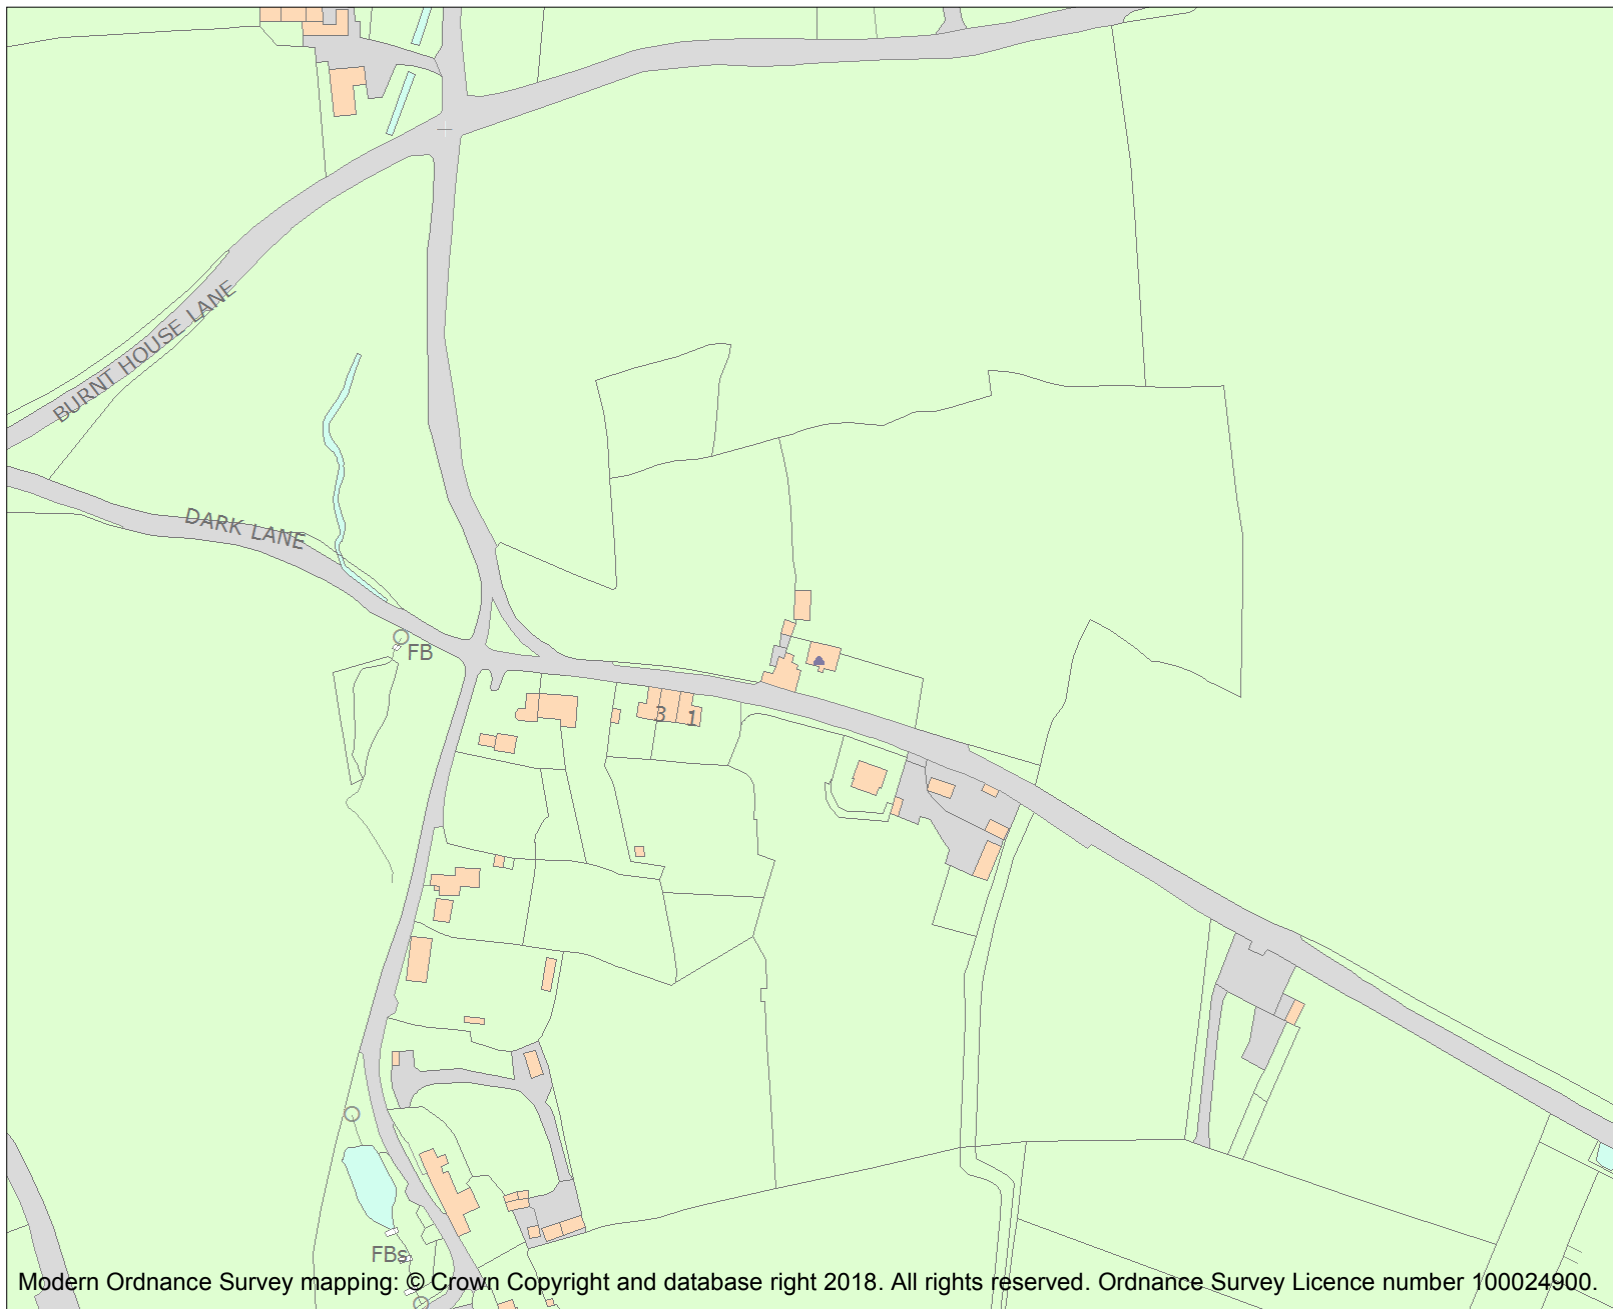 BURNT HOUSE LANE
DARK LANE
FB
3 1
FBs
Modern Ordnance Survey mapping: © Crown Copyright and database right 2018. All rights reserved. Ordnance Survey Licence number 100024900.